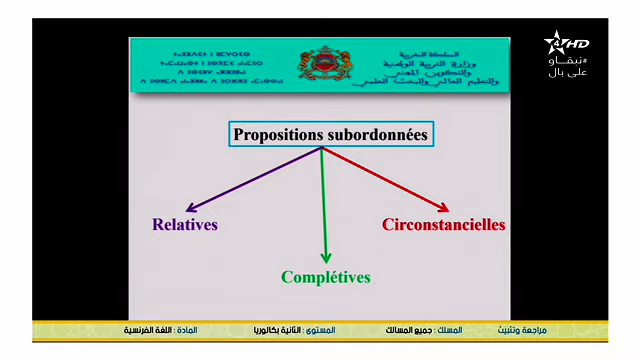 المملكة المغربية
وزارة التربية الوطنية
والتكوين المهني
والتعليم العالي والبحث العلمي
4HD
#نبقاو
على بال
Propositions subordonnées
Relatives
Circonstancielles
Complétives
مراجعة وتثبيت
المسلك : جميع المسالك
المستوى : الثانية بكالوريا
المادة : اللغة الفرنسية